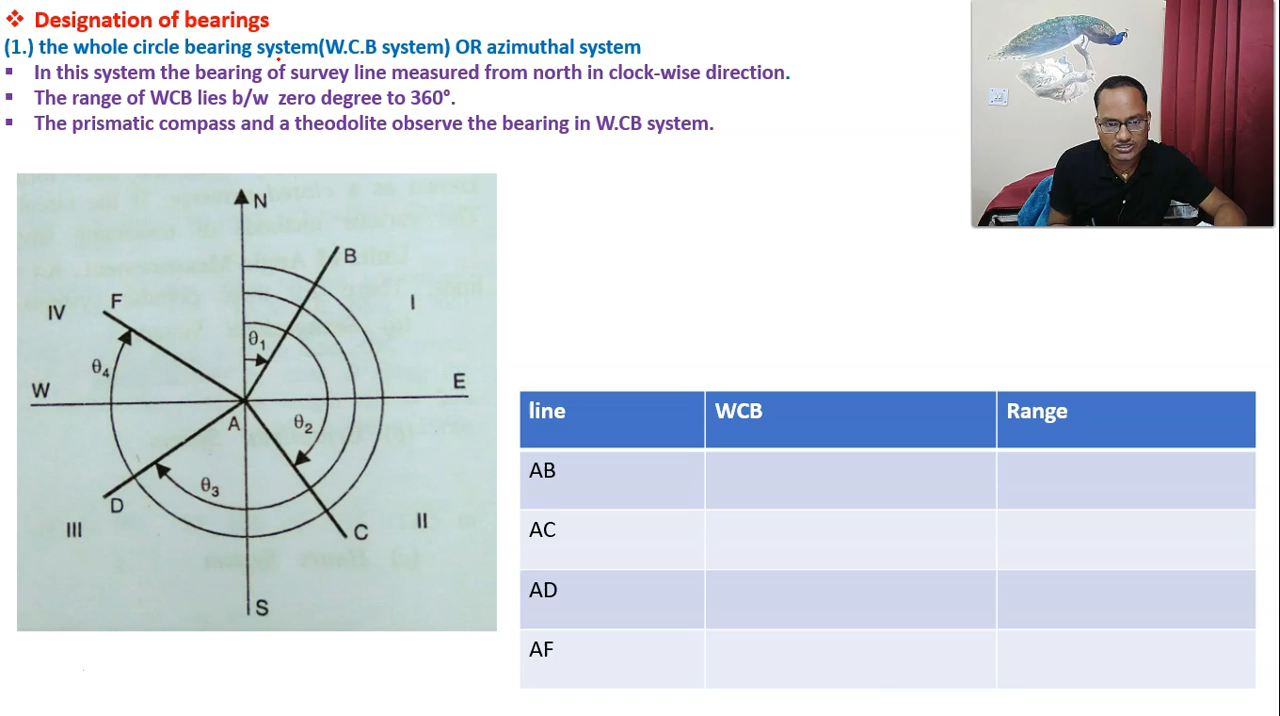 ❖ Designation of bearings
(1.) the whole circle bearing system(W.C.B system) OR azimuthal system
▪ In this system the bearing of survey line measured from north in clock-wise direction.
▪ The range of WCB lies b/w zero degree to 360°.
▪ The prismatic compass and a theodolite observe the bearing in W.CB system.
N
B
F
I
IV
θ1
θ4
W
E
A
θ2
θ3
D
II
III
C
S
line WCB Range
AB
AC
AD
AF